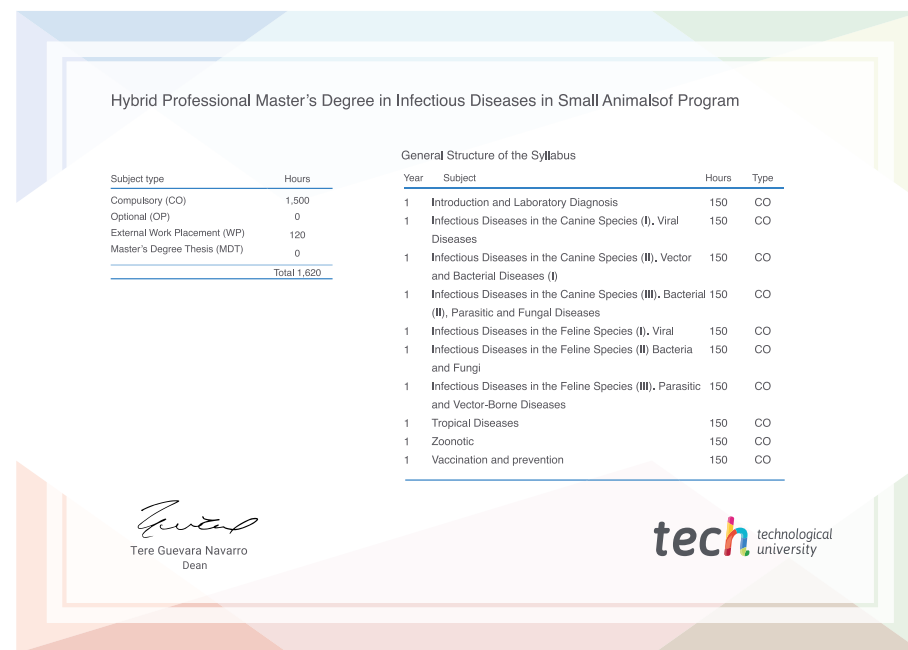 Hybrid Professional Master's Degree in Infectious Diseases in Small Animalsof Program
Subject type Hours
Compulsory (CO) 1,500
Optional (OP) 0
External Work Placement (WP) 120
Master's Degree Thesis (MDT) 0
Total 1,620
General Structure of the Syllabus
Year Subject Hours Type
1 Introduction and Laboratory Diagnosis 150 CO
1 Infectious Diseases in the Canine Species (I). Viral 150 CO
Diseases
1 Infectious Diseases in the Canine Species (II). Vector 150 CO
and Bacterial Diseases (I)
1 Infectious Diseases in the Canine Species (III). Bacterial 150 CO
(II), Parasitic and Fungal Diseases
1 Infectious Diseases in the Feline Species (I). Viral 150 CO
1 Infectious Diseases in the Feline Species (II) Bacteria 150 CO
and Fungi
1 Infectious Diseases in the Feline Species (III). Parasitic 150 CO
and Vector-Borne Diseases
1 Tropical Diseases 150 CO
1 Zoonotic 150 CO
1 Vaccination and prevention 150 CO
Tere Guevara Navarro
Dean
tech technological
university